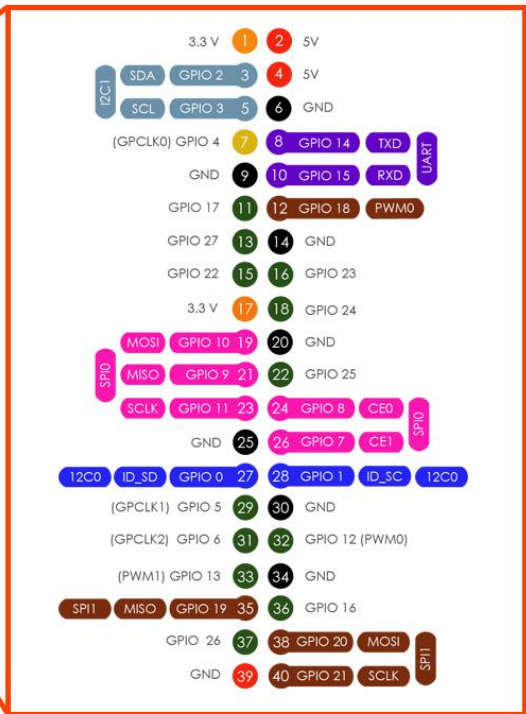 3.3 V 1 2 5V
I2C1 SDA GPIO 2 3 4 5V
SCL GPIO 3 5 6 GND
(GPCLK0) GPIO 4 7 8 GPIO 14 TXD UART
GND 9 10 GPIO 15 RXD
GPIO 17 11 12 GPIO 18 PWM0
GPIO 27 13 14 GND
GPIO 22 15 16 GPIO 23
3.3 V 17 18 GPIO 24
MOSI GPIO 10 19 20 GND
SPI0 MISO GPIO 9 21 22 GPIO 25
SCLK GPIO 11 23 24 GPIO 8 CE0 SPI0
GND 25 26 GPIO 7 CE1
12C0 ID_SD GPIO 0 27 28 GPIO 1 ID_SC 12C0
(GPCLK1) GPIO 5 29 30 GND
(GPCLK2) GPIO 6 31 32 GPIO 12 (PWM0)
(PWM1) GPIO 13 33 34 GND
SPI1 MISO GPIO 19 35 36 GPIO 16
GPIO 26 37 38 GPIO 20 MOSI SPI1
GND 39 40 GPIO 21 SCLK